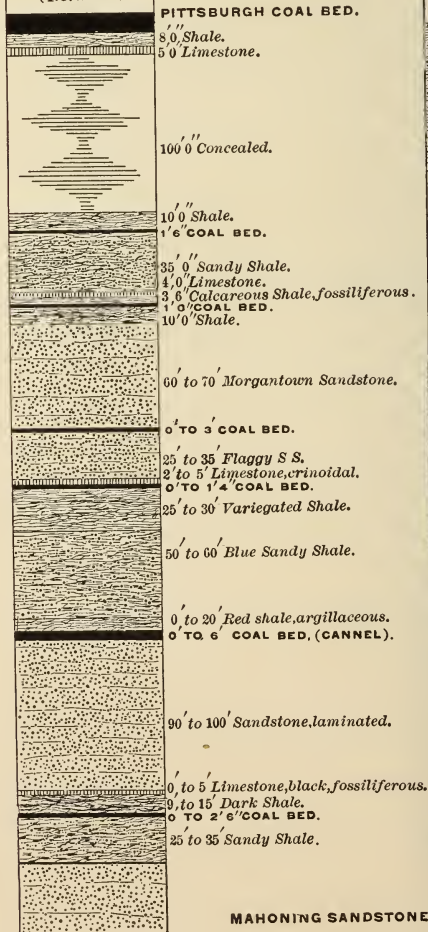 PITTSBURGH COAL BED.
8'0" Shale.
5'0" Limestone.
100'0" Concealed.
10'0" Shale.
1'6" COAL BED.
35'0" Sandy Shale.
4'0" Limestone.
3'6" Calcareous Shale, fossiliferous.
1'0" COAL BED.
10'0" Shale.
60' to 70' Morgantown Sandstone.
0' TO 3' COAL BED.
25' to 35' Flaggy S S.
2' to 5' Limestone, crinoidal.
0' TO 1'4" COAL BED.
25' to 30' Variegated Shale.
50' to 60' Blue Sandy Shale.
0' to 20' Red shale, argillaceous.
0' TO 6' COAL BED, (CANNEL).
90' to 100' Sandstone, laminated.
0' to 5' Limestone, black, fossiliferous.
9' to 15' Dark Shale.
0 TO 2'6" COAL BED.
25' to 35' Sandy Shale.
MAHONING SANDSTONE